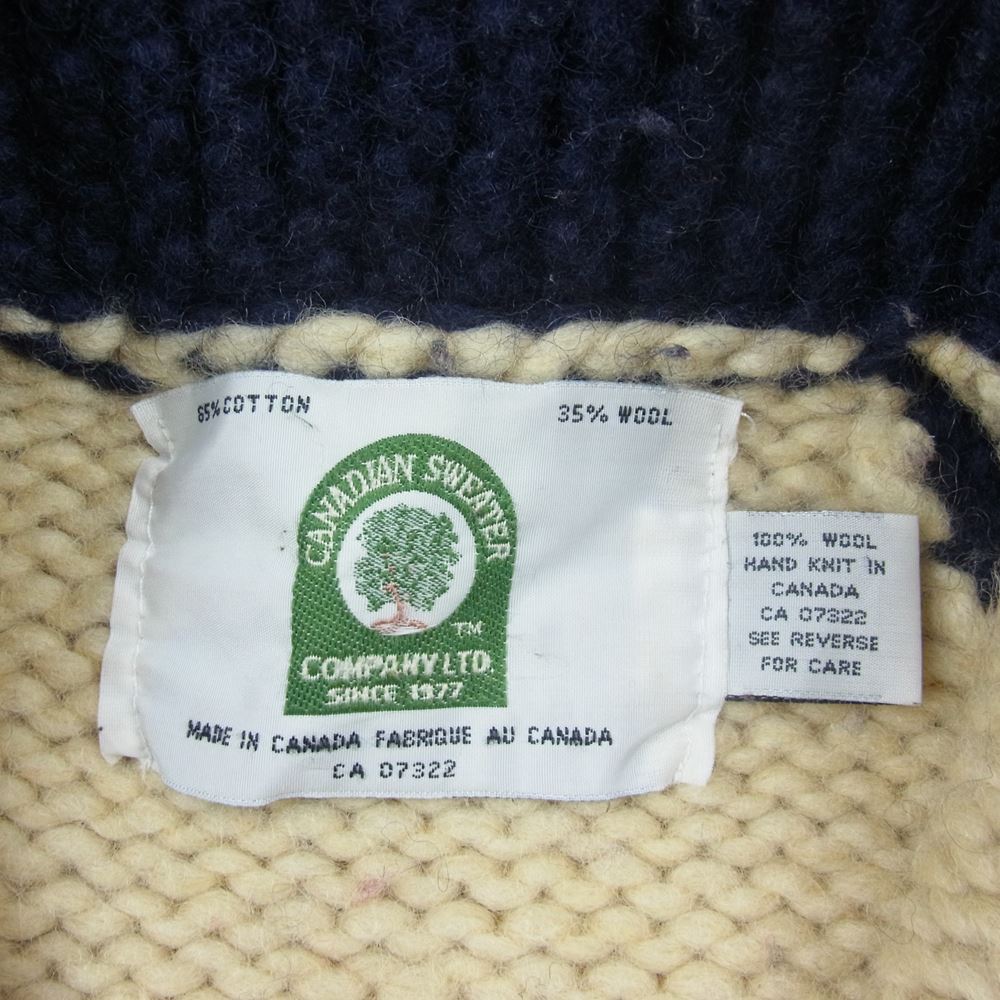 65% COTTON 35% WOOL
CANADIAN SWEATER
TM
COMPANY LTD.
SINCE 1977
MADE IN CANADA FABRIQUE AU CANADA
CA 07322
100% WOOL
HAND KNIT IN
CANADA
CA 07322
SEE REVERSE
FOR CARE